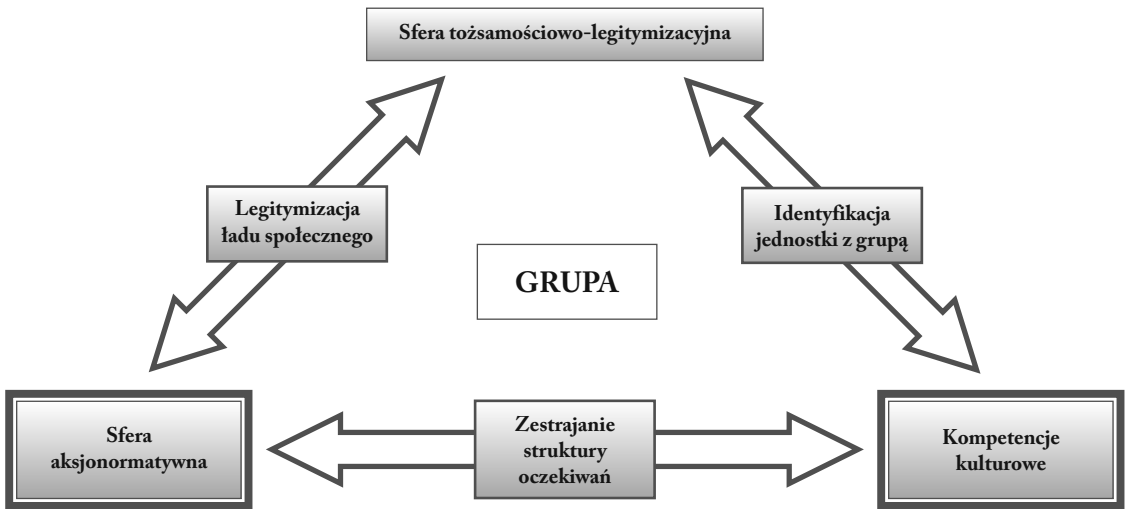 Sfera tożsamościowo-legitymizacyjna
Legitymizacja
ładu społecznego
Identyfikacja
jednostki z grupą
GRUPA
Sfera
aksjonormatywna
Zestrajanie
struktury
oczekiwań
Kompetencje
kulturowe